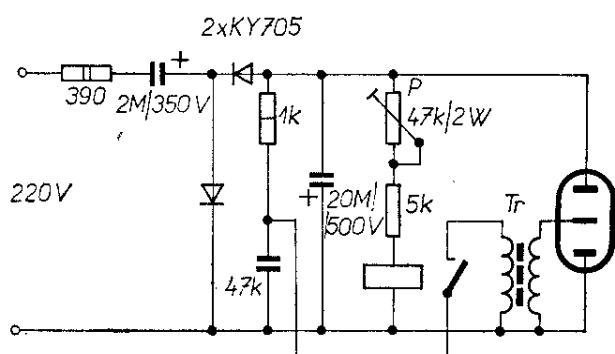 2xKY705
+
390
2M/350V
1k
P
47k/2W
220V
+
20M/
500V
5k
Tr
47k